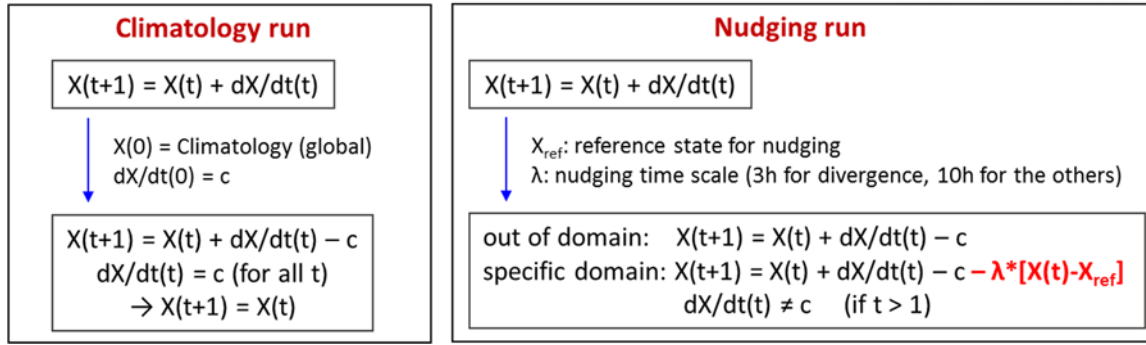 Climatology run
X(t+1) = X(t) + dX/dt(t)
X(0) = Climatology (global)
dX/dt(0) = c
X(t+1) = X(t) + dX/dt(t) – c
dX/dt(t) = c (for all t)
→ X(t+1) = X(t)
Nudging run
X(t+1) = X(t) + dX/dt(t)
Xref: reference state for nudging
λ: nudging time scale (3h for divergence, 10h for the others)
out of domain: X(t+1) = X(t) + dX/dt(t) – c
specific domain: X(t+1) = X(t) + dX/dt(t) – c – λ*[X(t)-Xref]
dX/dt(t) ≠ c (if t > 1)